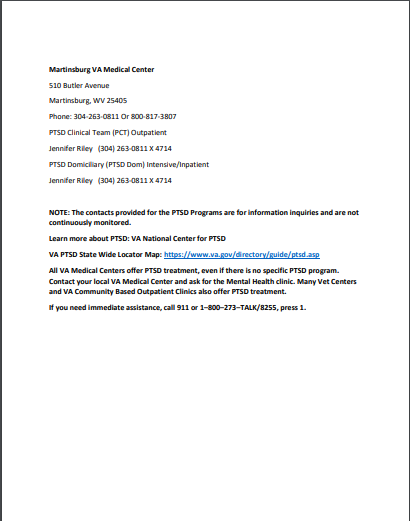 Martinsburg VA Medical Center
510 Butler Avenue
Martinsburg, WV 25405
Phone: 304-263-0811 Or 800-817-3807
PTSD Clinical Team (PCT) Outpatient
Jennifer Riley (304) 263-0811 X 4714
PTSD Domiciliary (PTSD Dom) Intensive/Inpatient
Jennifer Riley (304) 263-0811 X 4714
NOTE: The contacts provided for the PTSD Programs are for information inquiries and are not
continuously monitored.
Learn more about PTSD: VA National Center for PTSD
VA PTSD State Wide Locator Map: https://www.va.gov/directory/guide/ptsd.asp
All VA Medical Centers offer PTSD treatment, even if there is no specific PTSD program.
Contact your local VA Medical Center and ask for the Mental Health clinic. Many Vet Centers
and VA Community Based Outpatient Clinics also offer PTSD treatment.
If you need immediate assistance, call 911 or 1–800–273–TALK/8255, press 1.